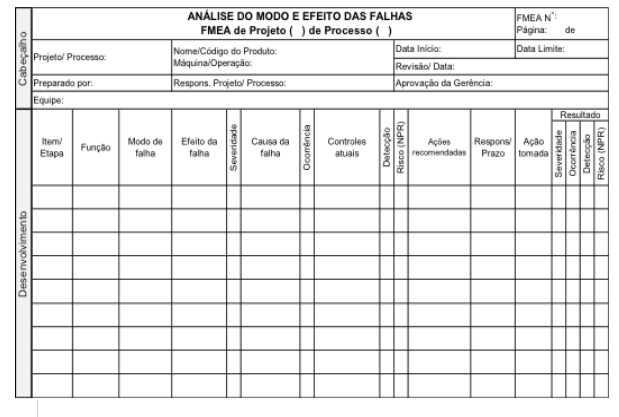 ANÁLISE DO MODO E EFEITO DAS FALHAS
FMEA de Projeto ( ) de Processo ( )
FMEA N°:
Página: de
Cabeçalho
Projeto/ Processo:
Nome/Código do Produto:
Máquina/Operação:
Data Início:
Data Limite:
Revisão/ Data:
Preparado por:
Respons. Projeto/ Processo:
Aprovação da Gerência:
Equipe:
Desenvolvimento
Item/
Etapa
Função
Modo de
falha
Efeito da
falha
Severidade
Causa da
falha
Ocorrência
Controles
atuais
Detecção
Risco (NPR)
Ações
recomendadas
Respons/
Prazo
Ação
tomada
Resultado
Severidade
Ocorrência
Detecção
Risco (NPR)